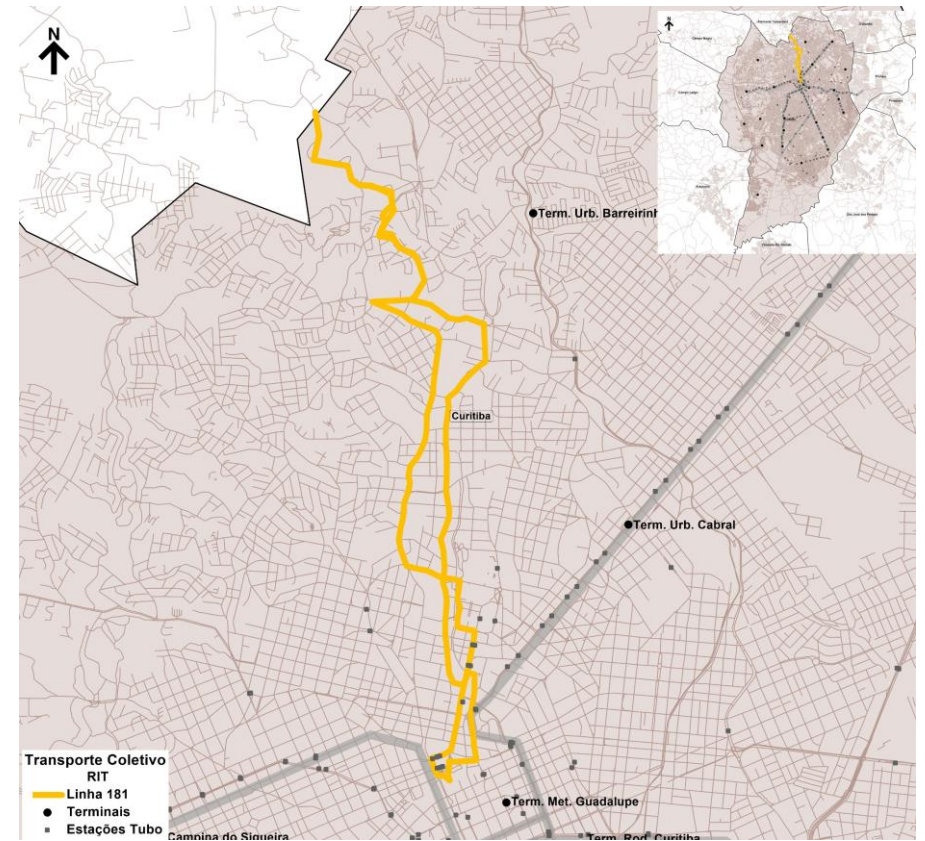 N
N
Term. Urb. Barreirinh
Curitiba
Term. Urb. Cabral
Transporte Coletivo
RIT
Linha 181
Terminais
Estações Tubo
Term. Met. Guadalupe
Campina do Siqueira
Term. Rod. Curitiba